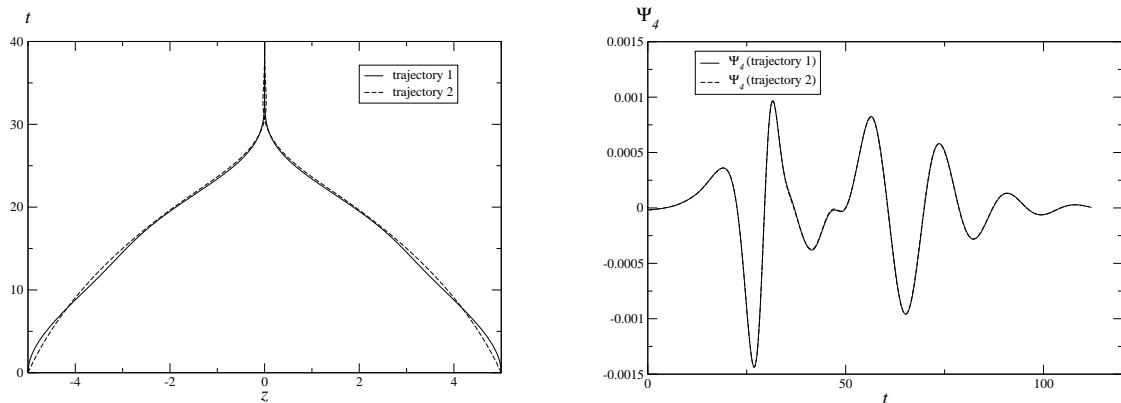 t
40
30
20
10
0
trajectory 1
trajectory 2
-4
-2
0
2
4
z
Ψ4
0.0015
0.001
0.0005
0
-0.0005
-0.001
-0.0015
Ψ4(trajectory 1)
Ψ4(trajectory 2)
0
50
100
t